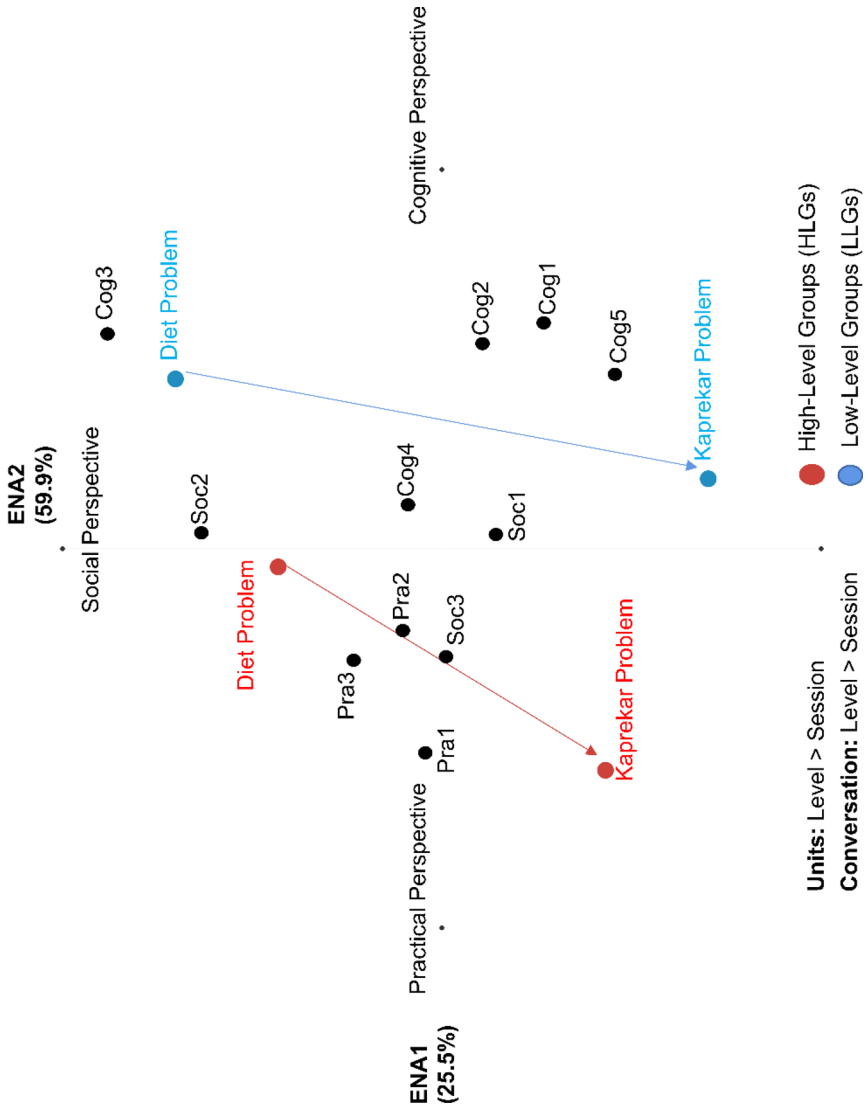 ENA2
(59.9%)
Social Perspective
Cog3
Diet Problem
Soc2
Diet Problem
Pra3
Pra2
Cog4
ENA1
(25.5%)
Practical Perspective
Cognitive Perspective
Pra1
Soc3
Cog2
Soc1
Cog1
Cog5
Kaprekar Problem
Kaprekar Problem
Units: Level > Session
High-Level Groups (HLGs)
Conversation: Level > Session
Low-Level Groups (LLGs)